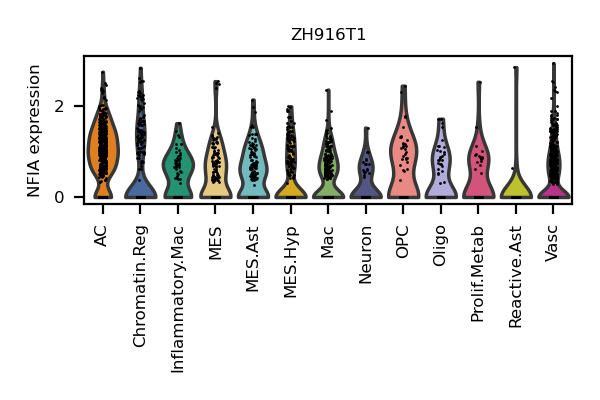 ZH916T1
NFIA expression
2
0
AC
Chromatin.Reg
Inflammatory.Mac
MES
MES.Ast
MES.Hyp
Mac
Neuron
OPC
Oligo
Prolif.Metab
Reactive.Ast
Vasc